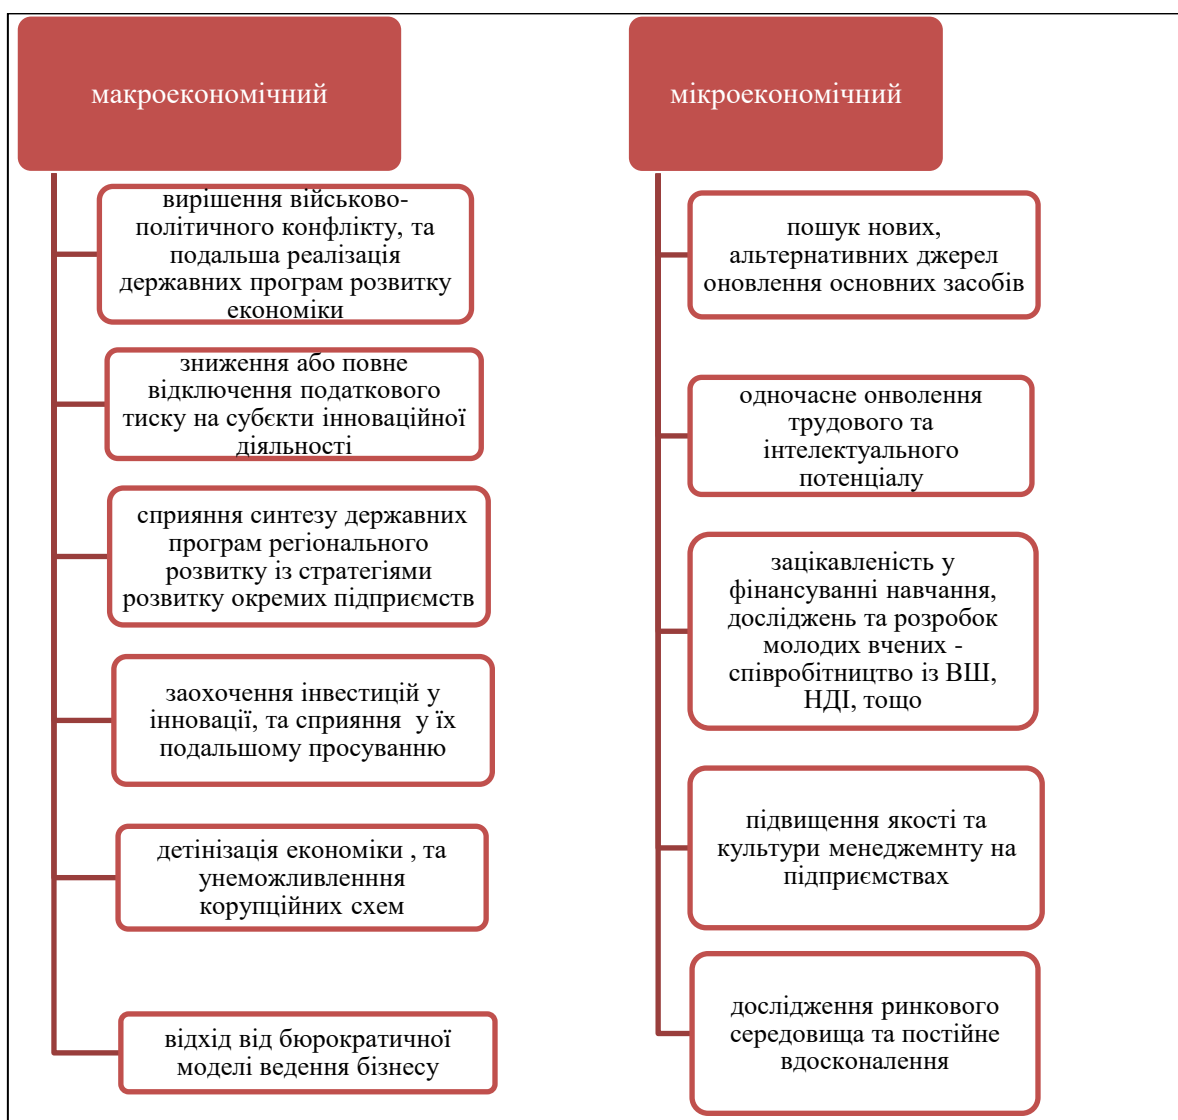 макроекономічний
вирішення військово-
політичного конфлікту, та
подальша реалізація
державних програм розвитку
економіки
зниження або повне
відключення податкового
тиску на субєкти інноваційної
діяльності
сприяння синтезу державних
програм регіонального
розвитку із стратегіями
розвитку окремих підприємств
заохочення інвестицій у
інновації, та сприяння  у їх
подальшому просуванню
детінізація економіки , та
унеможливленння
корупційних схем
відхід від бюрократичної
моделі ведення бізнесу
мікроекономічний
пошук нових,
альтернативних джерел
оновлення основних засобів
одночасне онволення
трудового та
інтелектуального
потенціалу
зацікавленість у
фінансуванні навчання,
досліджень та розробок
молодих вчених -
співробітництво із ВШ,
НДІ, тощо
підвищення якості та
культури менеджемнту на
підприємствах
дослідження ринкового
середовища та постійне
вдосконалення